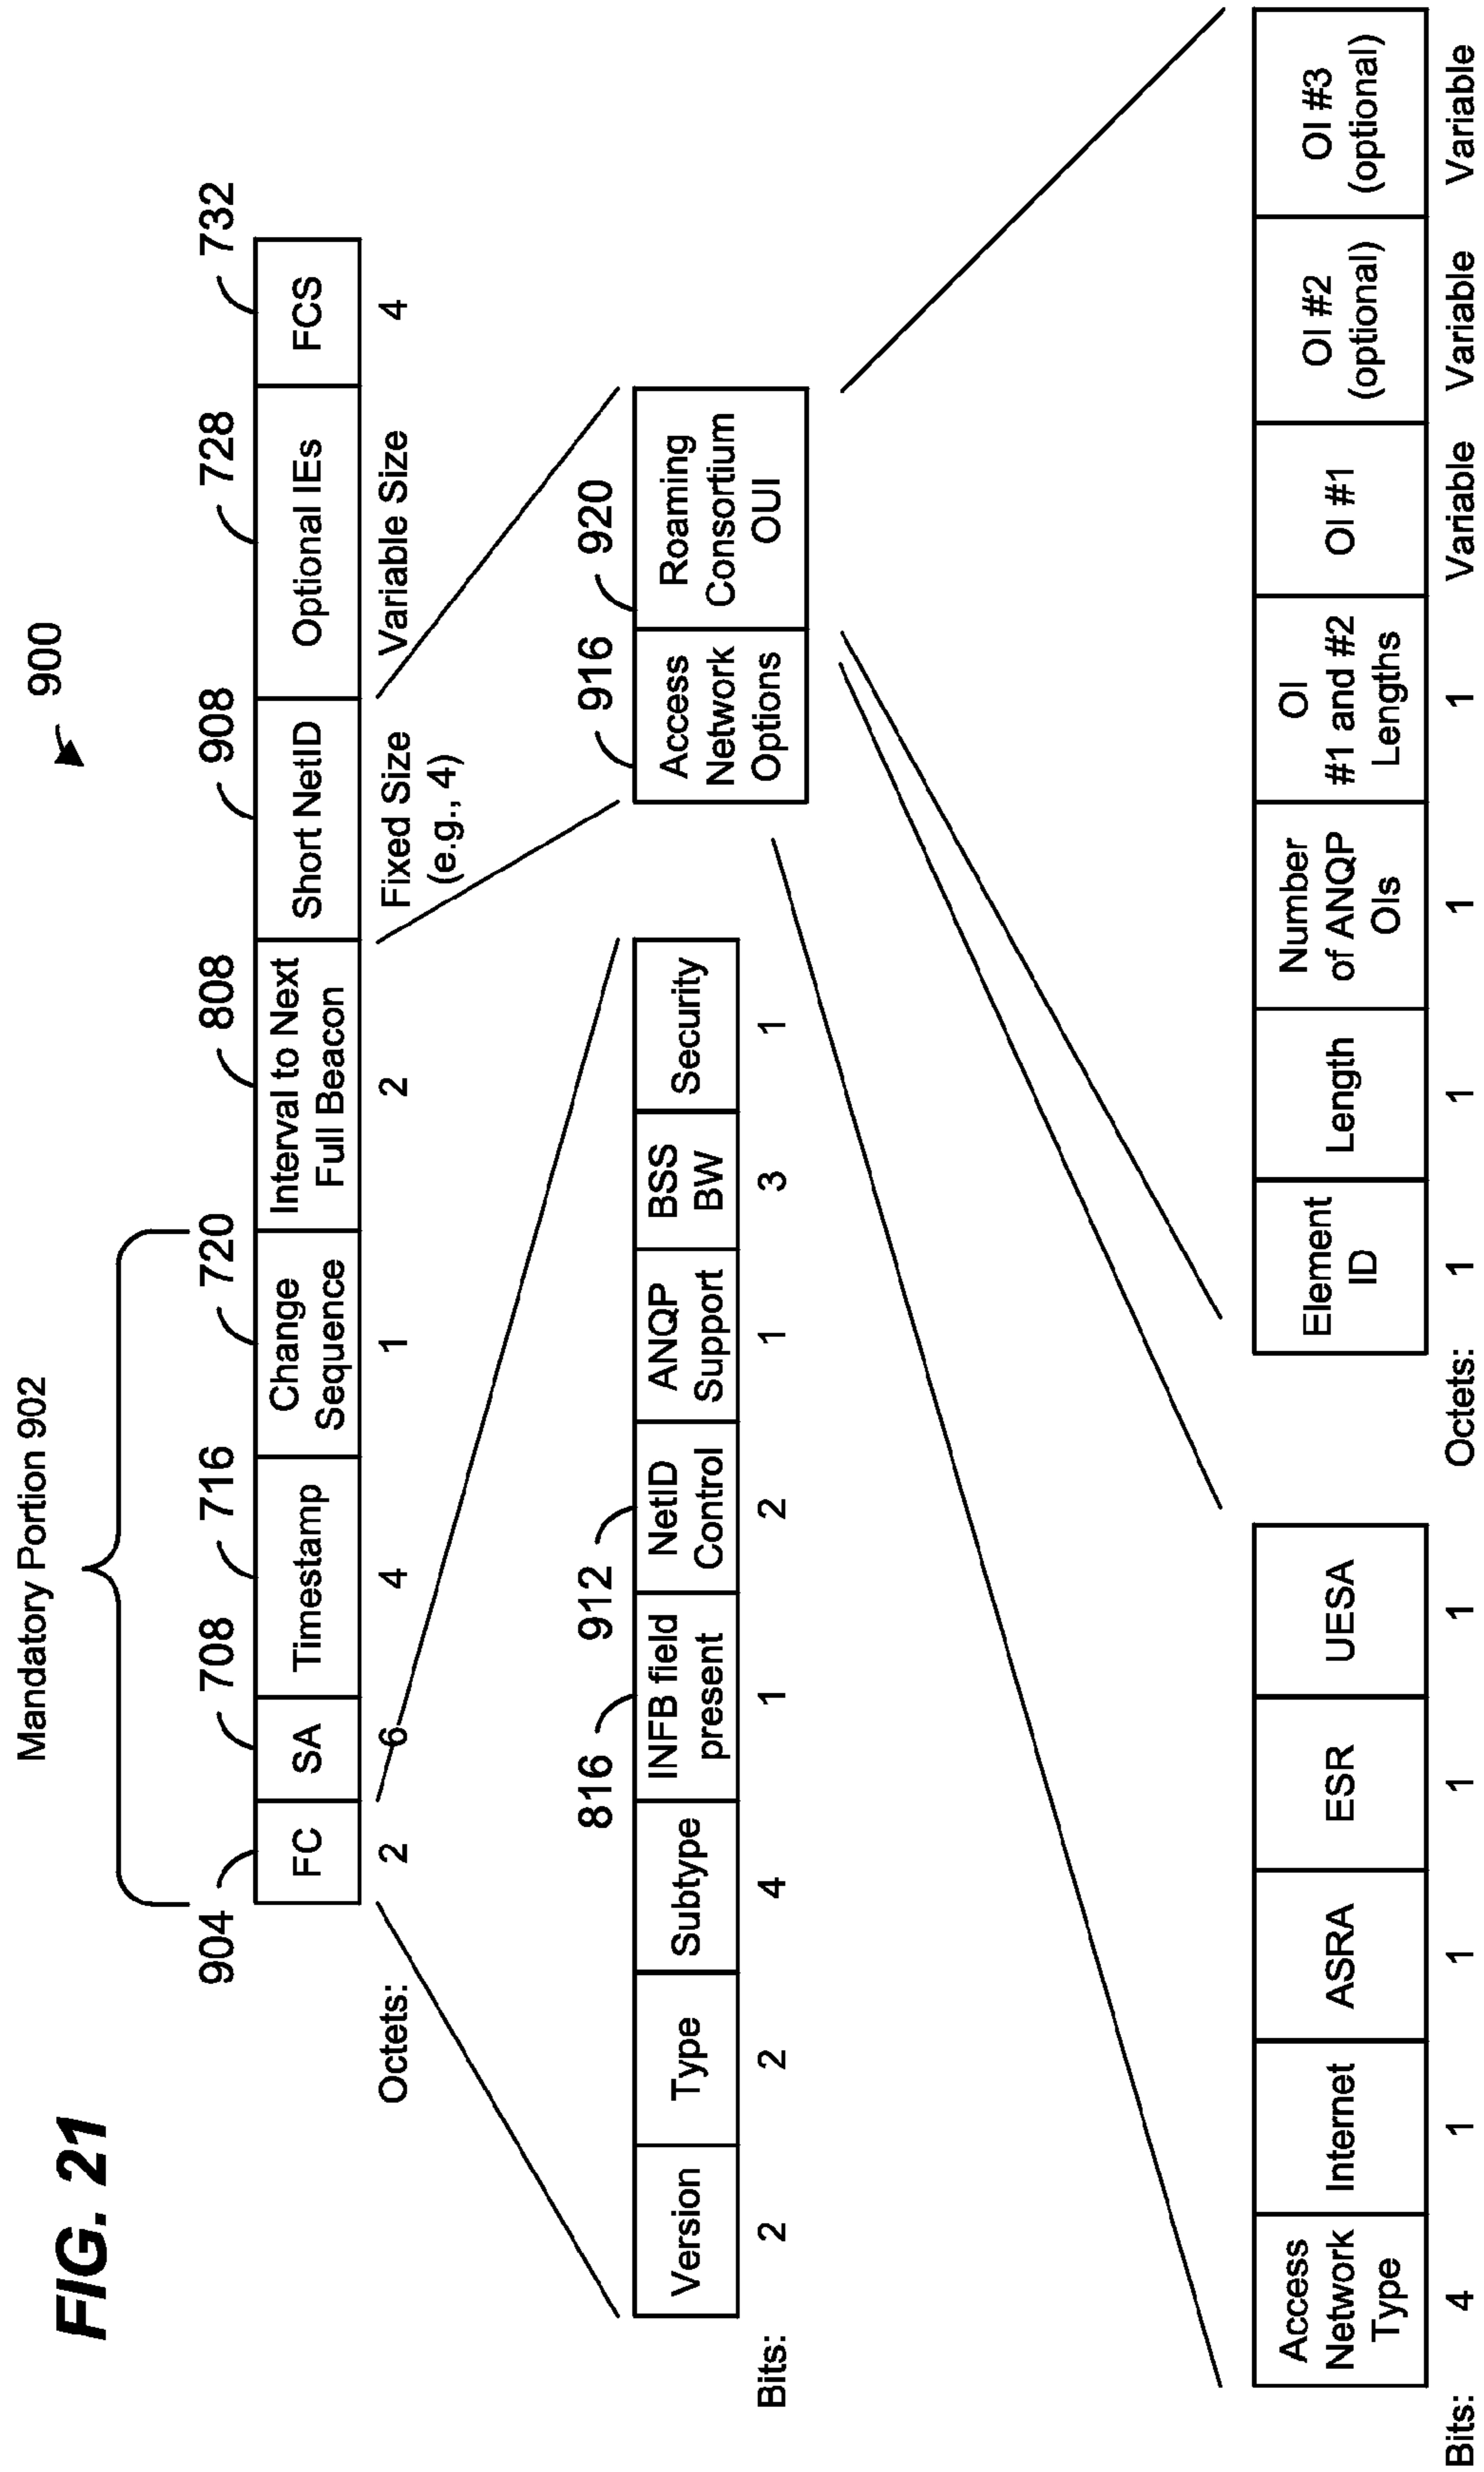 FIG. 21
900
Mandatory Portion 902
904
708
716
720
808
908
728
732
FC
SA
Timestamp
Change
Sequence
Interval to Next
Full Beacon
Short NetID
Optional IEs
FCS
Octets:
2
6
4
1
2
Fixed Size
(e.g., 4)
Variable Size
4
816
912
916
920
Version
Type
Subtype
INFB field
present
NetID
Control
ANQP
Support
BSS
BW
Security
Access
Network
Options
Roaming
Consortium
OUI
Bits:
2
2
4
1
2
1
3
1
Access
Network
Type
Internet
ASRA
ESR
UESA
Bits:
4
1
1
1
1
Element
ID
Length
Number
of ANQP
OIs
OI
#1 and #2
Lengths
OI #1
OI #2
(optional)
OI #3
(optional)
Octets:
1
1
1
1
Variable
Variable
Variable